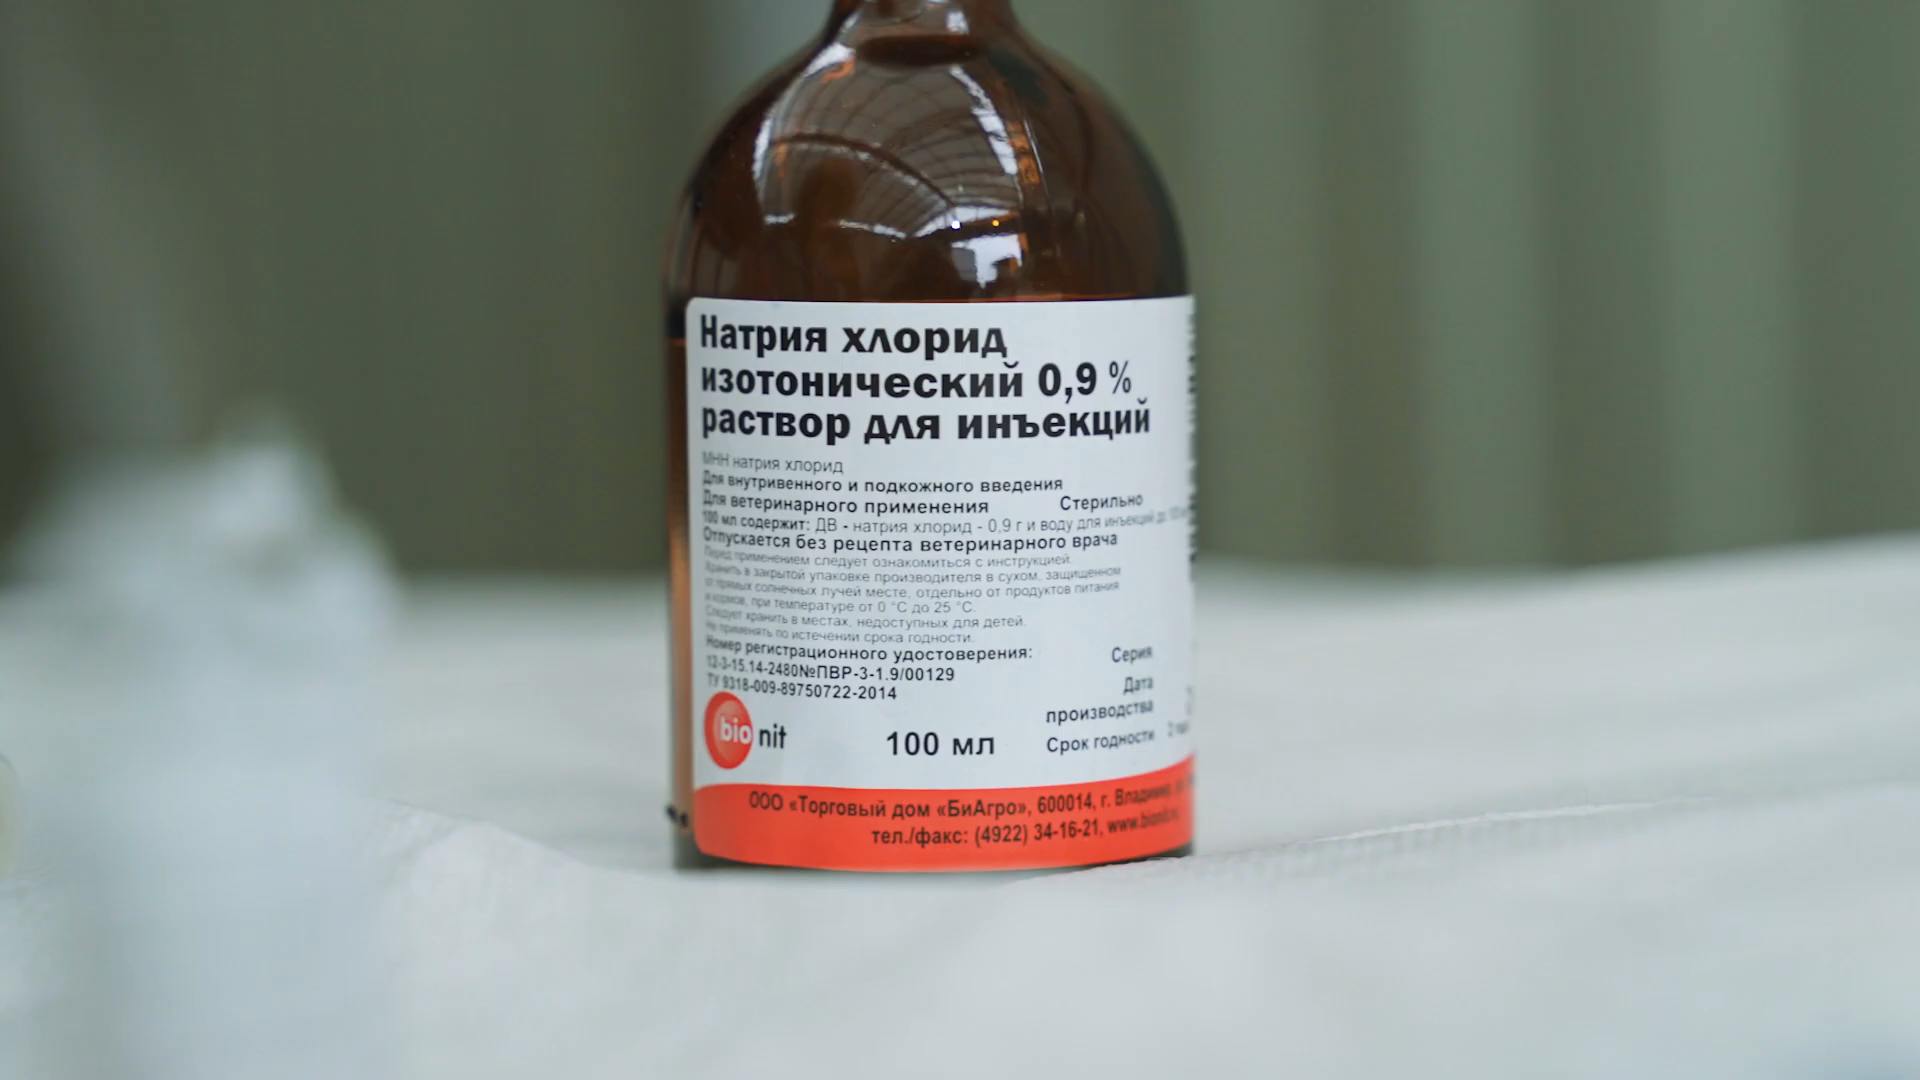 Натрия хлорид
изотонический 0,9 %
раствор для инъекций
МНН натрия хлорид
Для внутривенного и подкожного введения
Для ветеринарного применения Стерильно
100 мл содержит: ДВ - натрия хлорид - 0,9 г и воду для инъекций до
Отпускается без рецепта ветеринарного врача
Перед применением следует ознакомиться с инструкцией.
Хранить в закрытой упаковке производителя в сухом, защищенном
от прямых солнечных лучей месте, отдельно от продуктов питания
и кормов, при температуре от 0 °С до 25 °С.
Следует хранить в местах, недоступных для детей.
Не применять по истечении срока годности.
Номер регистрационного удостоверения:
12-3-15.14-2480№ПВР-3-1.9/00129
ТУ 9318-009-89750722-2014
Серия
Дата
производства
Срок годности
bionit
100 мл
ООО «Торговый дом «БиАгро», 600014, г.
тел./факс: (4922) 34-16-21,